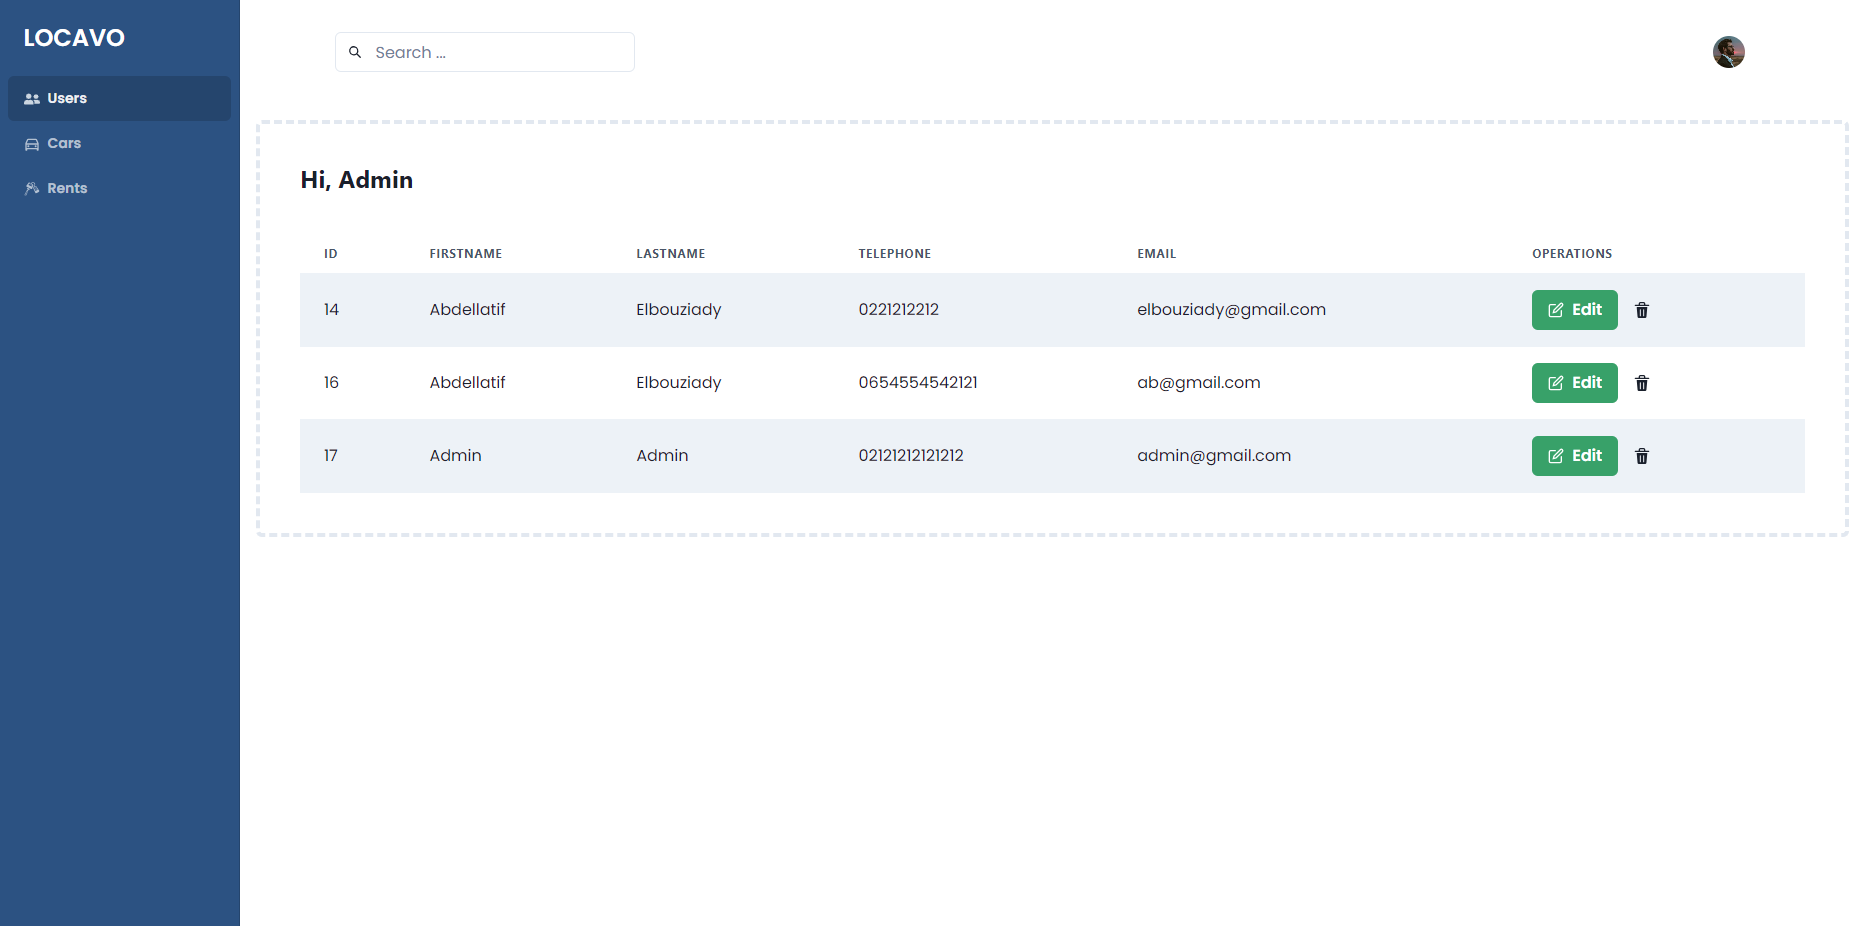 LOCAVO
Users
Cars
Rents
Search ...
Hi, Admin
ID FIRSTNAME LASTNAME TELEPHONE EMAIL OPERATIONS
14 Abdellatif Elbouziady 0221212212 elbouziady@gmail.com Edit
16 Abdellatif Elbouziady 0654554542121 ab@gmail.com Edit
17 Admin Admin 02121212121212 admin@gmail.com Edit